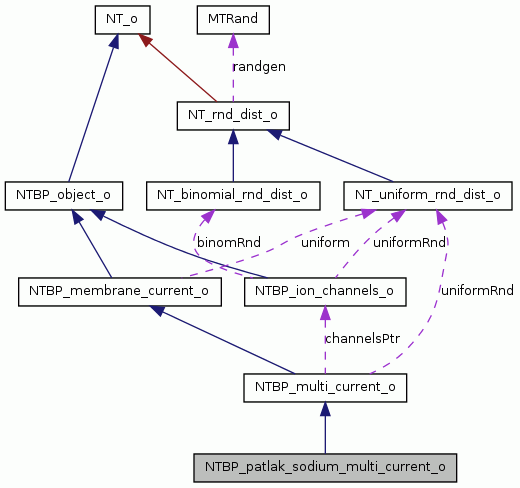 NT_o
MTRand
randgen
NT_rnd_dist_o
NTBP_object_o
NT_binomial_rnd_dist_o
NT_uniform_rnd_dist_o
binomRnd
uniform
uniformRnd
NTBP_membrane_current_o
NTBP_ion_channels_o
uniformRnd
channelsPtr
NTBP_multi_current_o
NTBP_patlak_sodium_multi_current_o